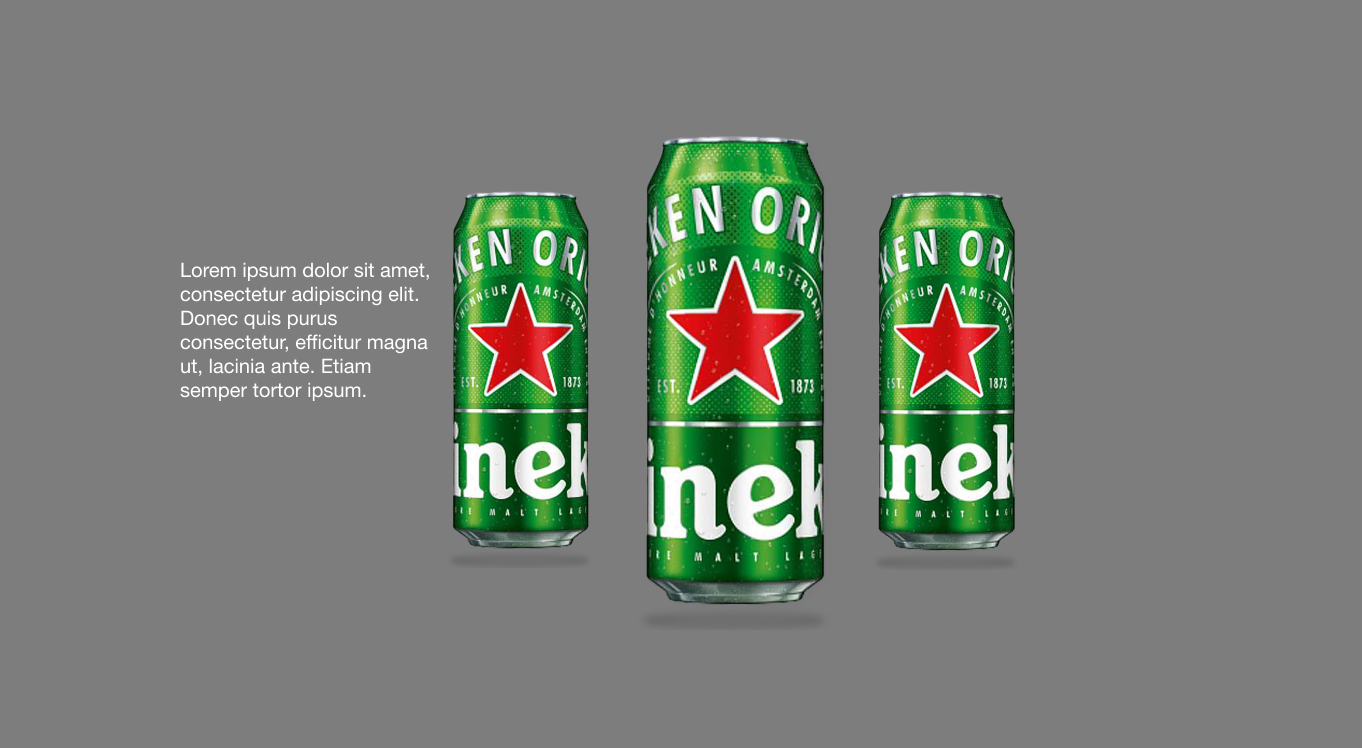 Lorem ipsum dolor sit amet,
consectetur adipiscing elit.
Donec quis purus
consectetur, efficitur magna
ut, lacinia ante. Etiam
semper tortor ipsum.
KEN ORI
D'HONNEUR AMSTERDAM
EST. 1873
inek
RE MALT LAG
KEN ORIG
D'HONNEUR AMSTERDAM
EST. 1873
inek
RE MALT LAGE
KEN ORI
D'HONNEUR AMSTERDAM
EST. 1873
inek
RE MALT LAG